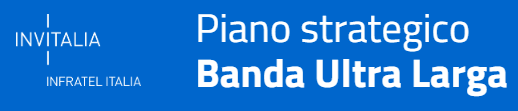 INVITALIA
INFRATEL ITALIA
Piano strategico
Banda Ultra Larga